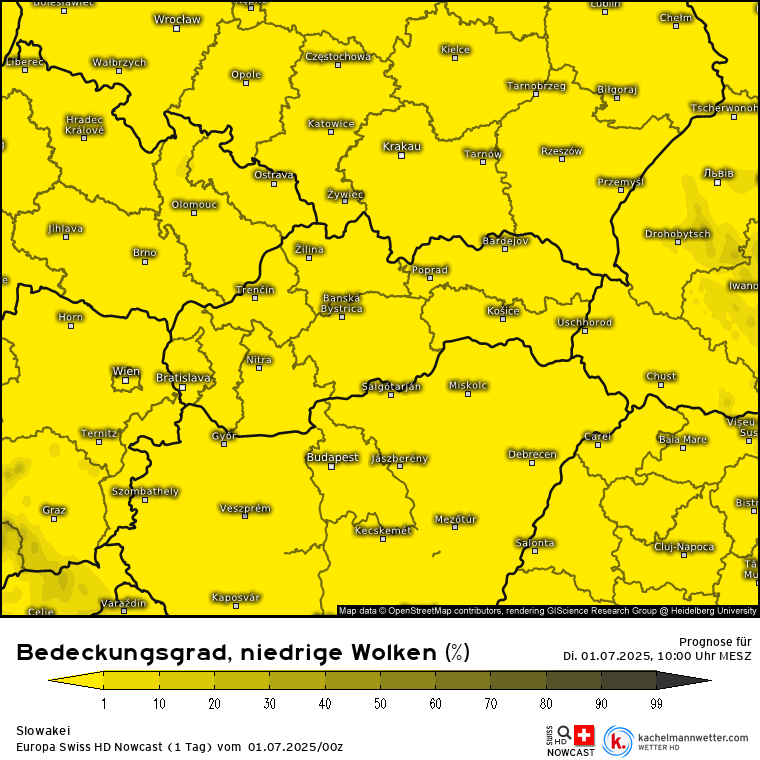 Bolesławiec
Wrocław
Kępno
Lublin
Chełm
Kielce
Liberec
Wałbrzych
Opole
Częstochowa
Tarnobrzeg
Biłgoraj
Tscherwonoh
Hradec
Králové
Katowice
Krakau
Tarnów
Rzeszów
Ostrava
Żywiec
Przemyśl
Львів
Olomouc
Jihlava
Brno
Žilina
Bardejov
Drohobytsch
Poprad
Trenčín
Banská
Bystrica
Košice
Iwano
Horn
Uschhorod
Wien
Bratislava
Nitra
Salgótarján
Miskolc
Chust
Ternitz
Győr
Carei
Baia Mare
Vișeu
Sus
Budapest
Jászberény
Debrecen
Szombathely
Graz
Veszprém
Kecskemét
Mezőtúr
Bistr
Salonta
Cluj-Napoca
Tâ
Mu
Celje
Varaždin
Kaposvár
Map data © OpenStreetMap contributors, rendering GIScience Research Group @ Heidelberg University
Bedeckungsgrad, niedrige Wolken (%)
Prognose für
Di. 01.07.2025, 10:00 Uhr MESZ
1 10 20 30 40 50 60 70 80 90 99
Slowakei
Europa Swiss HD Nowcast (1 Tag) vom 01.07.2025/00z
SWISS
HD
NOWCAST
k.
kachelmannwetter.com
WETTER HD